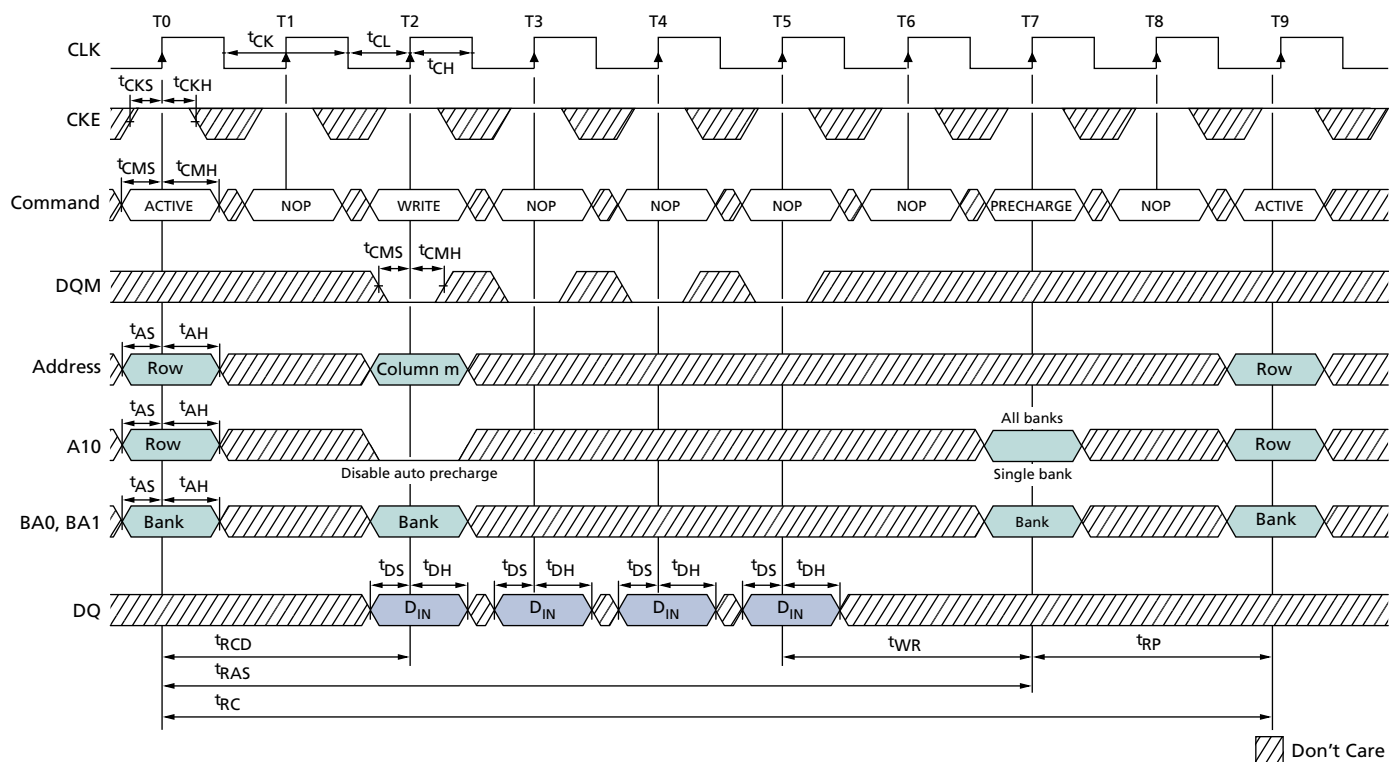 T0 T1 T2 T3 T4 T5 T6 T7 T8 T9
CLK tCK tCL tCH
tCKS tCKH
CKE
tCMS tCMH
Command ACTIVE NOP WRITE NOP NOP NOP NOP PRECHARGE NOP ACTIVE
tCMS tCMH
DQM
tAS tAH
Address Row Column m Row
tAS tAH All banks
A10 Row Row
Disable auto precharge Single bank
tAS tAH
BA0, BA1 Bank Bank Bank Bank
tDS tDH tDS tDH tDS tDH tDS tDH
DQ DIN DIN DIN DIN
tRCD tWR tRP
tRAS
tRC
Don't Care